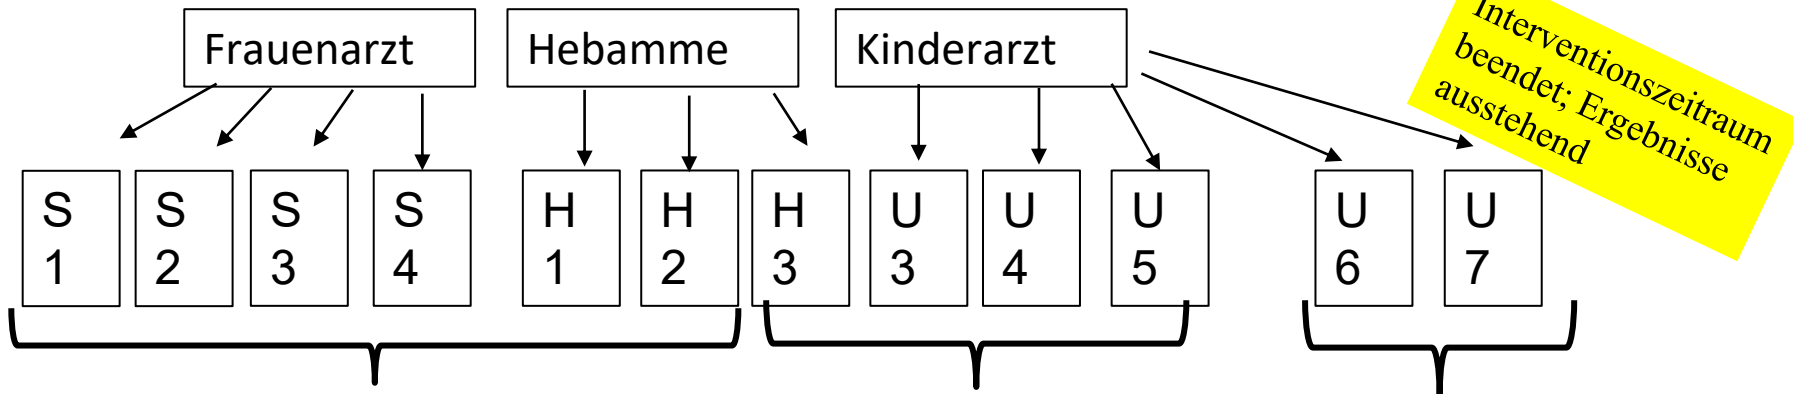 Frauenarzt
Hebamme
Kinderarzt
Interventionszeitraum
beendet; Ergebnisse
ausstehend
S
1
S
2
S
3
S
4
H
1
H
2
H
3
U
3
U
4
U
5
U
6
U
7